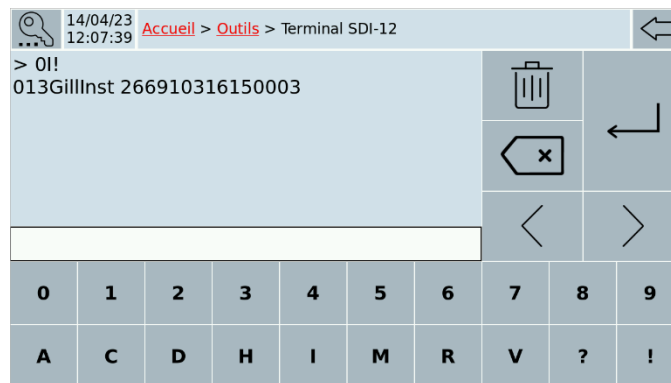 14/04/23
12:07:39
Accueil > Outils > Terminal SDI-12
> 0I!
013GillInst 266910316150003
0 1 2 3 4 5 6 7 8 9
A C D H I M R V ? !